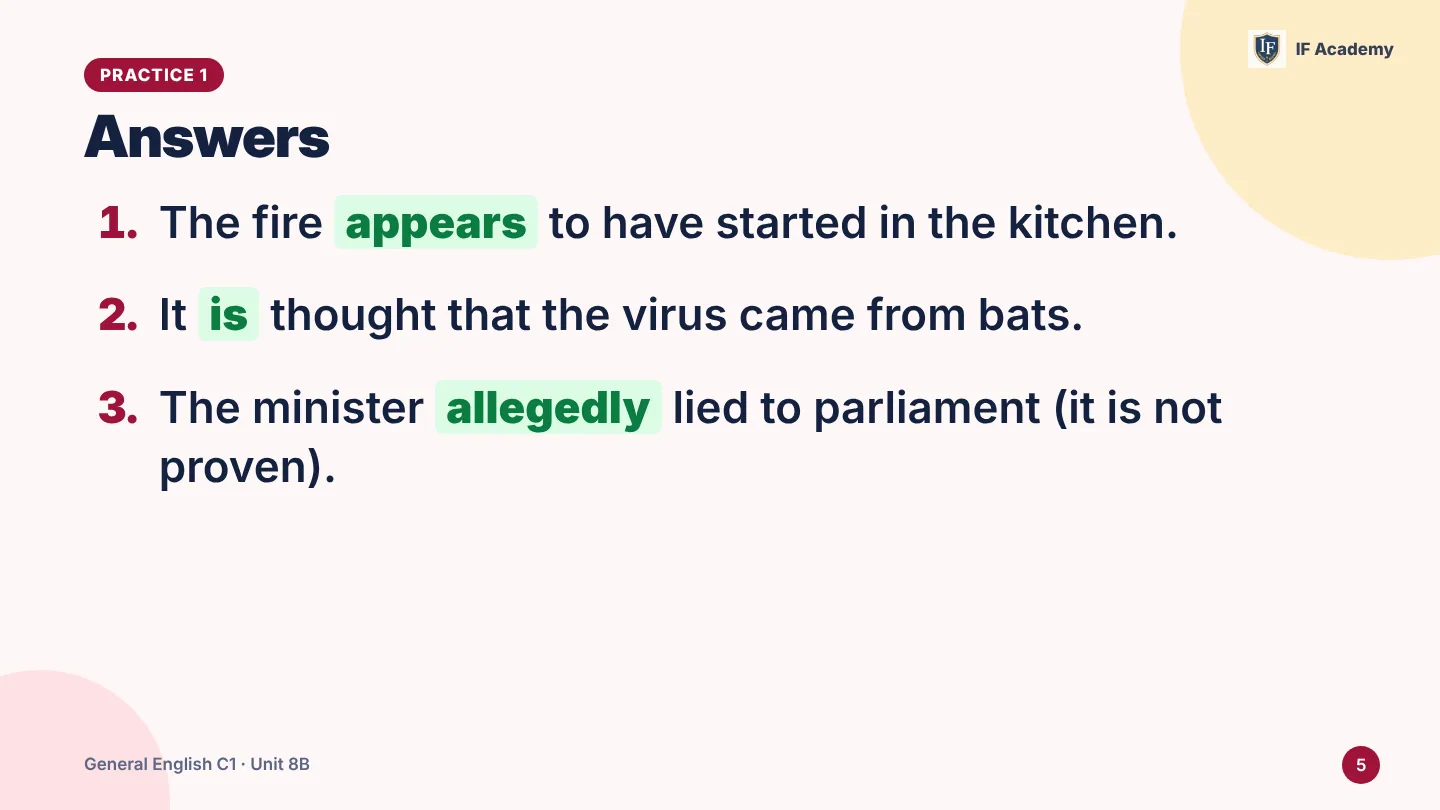 IF IF Academy
PRACTICE 1
Answers
1. The fire appears to have started in the kitchen.
2. It is thought that the virus came from bats.
3. The minister allegedly lied to parliament (it is not
proven).
General English C1 · Unit 8B
5